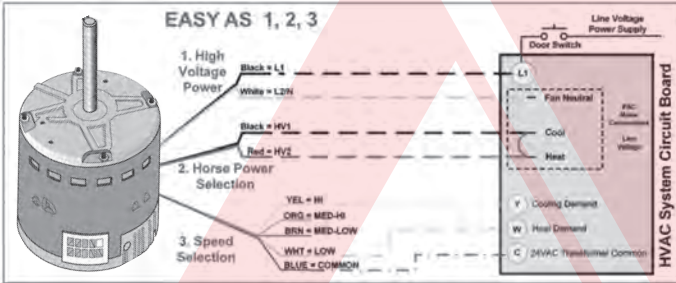 EASY AS 1, 2, 3
Line Voltage
Power Supply
Door Switch
1. High
Voltage
Power
Black = L1
White = L2/N
L1
Fan Neutral
PSC
Motor
Connections
Line
Voltage
Black = HV1
Cool
Red = HV2
Heat
2. Horse Power
Selection
YEL = HI
ORG = MED-HI
BRN = MED-LOW
3. Speed
Selection
WHT = LOW
BLUE = COMMON
Y Cooling Demand
W Heat Demand
C 24VAC Transformer Common
HVAC System Circuit Board